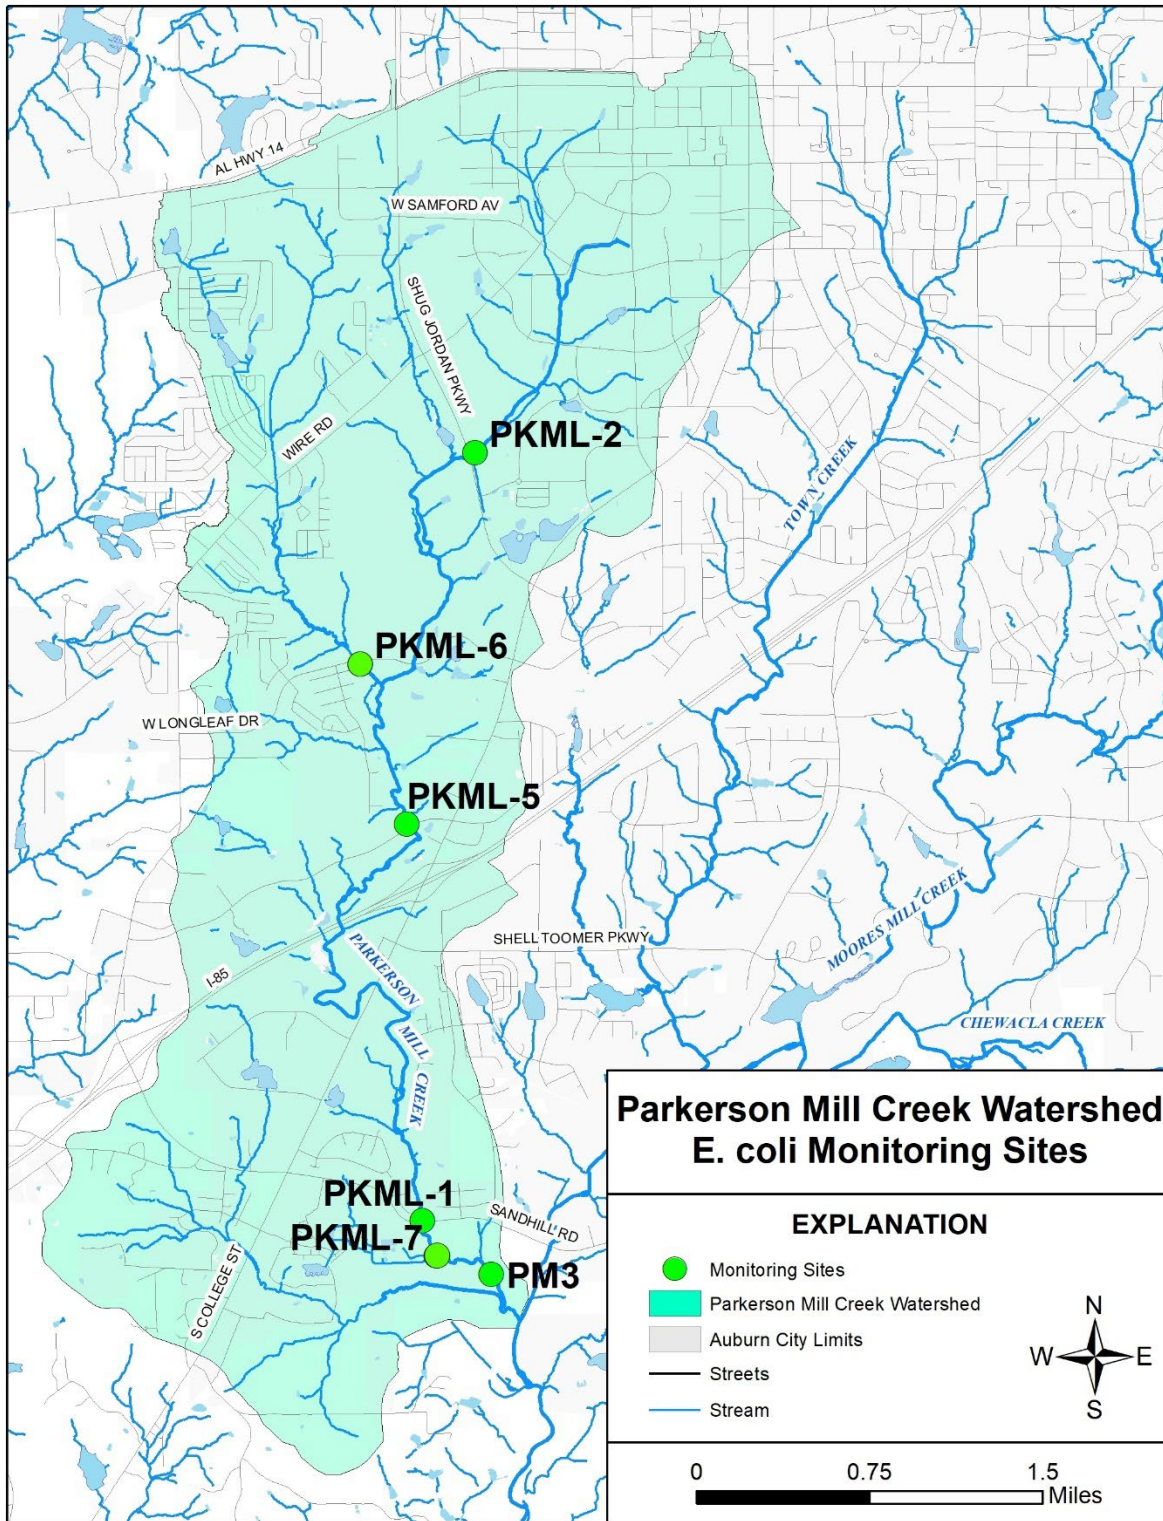 AL HWY 14
W SAMFORD AV
SHUG JORDAN PKWY
WIRE RD
PKML-2
TOWN CREEK
PKML-6
W LONGLEAF DR
PKML-5
MOORES MILL CREEK
SHELL TOOMER PKWY
PARKERSON MILL CREEK
I-85
CHEWACLA CREEK
PKML-1
SANDHILL RD
PKML-7
PM3
S COLLEGE ST
Parkerson Mill Creek Watershed
E. coli Monitoring Sites
EXPLANATION
Monitoring Sites
Parkerson Mill Creek Watershed
Auburn City Limits
Streets
Stream
N
W E
S
0 0.75 1.5
Miles